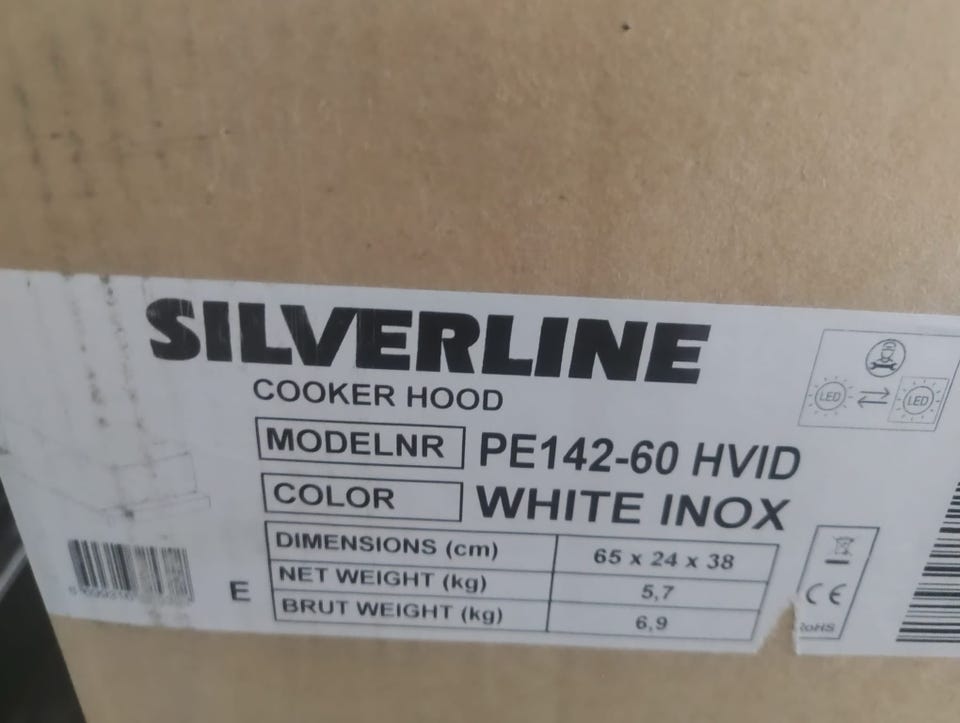 SILVERLINE
COOKER HOOD
LED LED
MODELNR PE142-60 HVID
COLOR WHITE INOX
DIMENSIONS (cm) 65 x 24 x 38
NET WEIGHT (kg) 5,7
BRUT WEIGHT (kg) 6,9
E
CE
RoHS